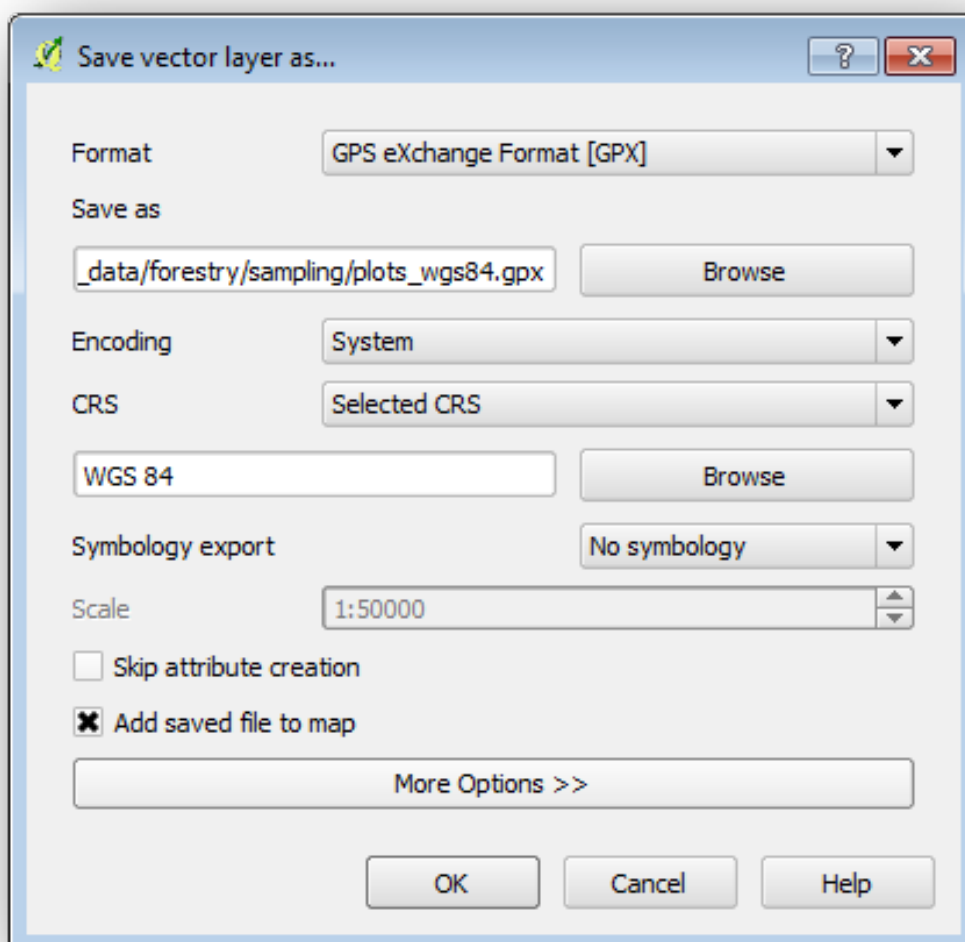 Save vector layer as...
Format GPS eXchange Format [GPX]
Save as
_data/forestry/sampling/plots_wgs84.gpx Browse
Encoding System
CRS Selected CRS
WGS 84 Browse
Symbology export No symbology
Scale 1:50000
Skip attribute creation
Add saved file to map
More Options >>
OK Cancel Help